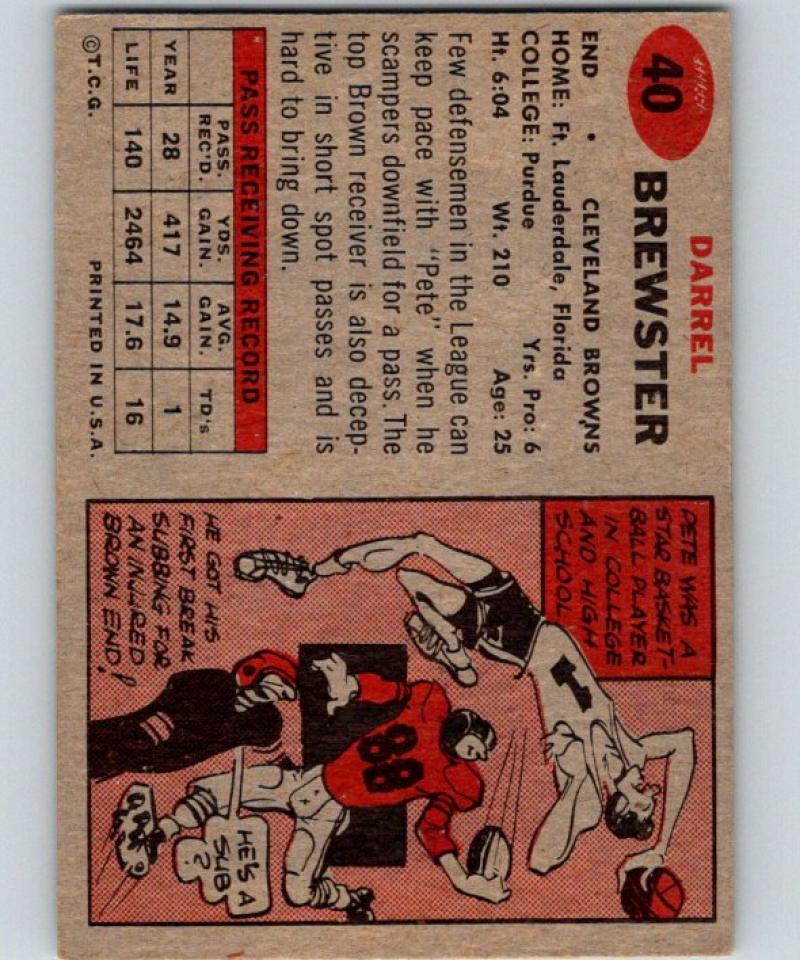 40
DARREL
BREWSTER
END • CLEVELAND BROWNS
HOME: Ft. Lauderdale, Florida
COLLEGE: Purdue Yrs. Pro: 6
Ht. 6:04 Wt. 210 Age: 25
Few defensemen in the League can
keep pace with "Pete" when he
scampers downfield for a pass. The
top Brown receiver is also decep-
tive in short spot passes and is
hard to bring down.
PASS RECEIVING RECORD
PASS. REC'D. YDS. GAIN. AVG. GAIN. TD's
YEAR 28 417 14.9 1
LIFE 140 2464 17.6 16
©T.C.G. PRINTED IN U.S.A.
PETE WAS A
STAR BASKET-
BALL PLAYER
IN COLLEGE
AND HIGH
SCHOOL
88
HE GOT HIS
FIRST BREAK
SUBBING FOR
AN INJURED
BROWN END!
HE'S A
SUB?